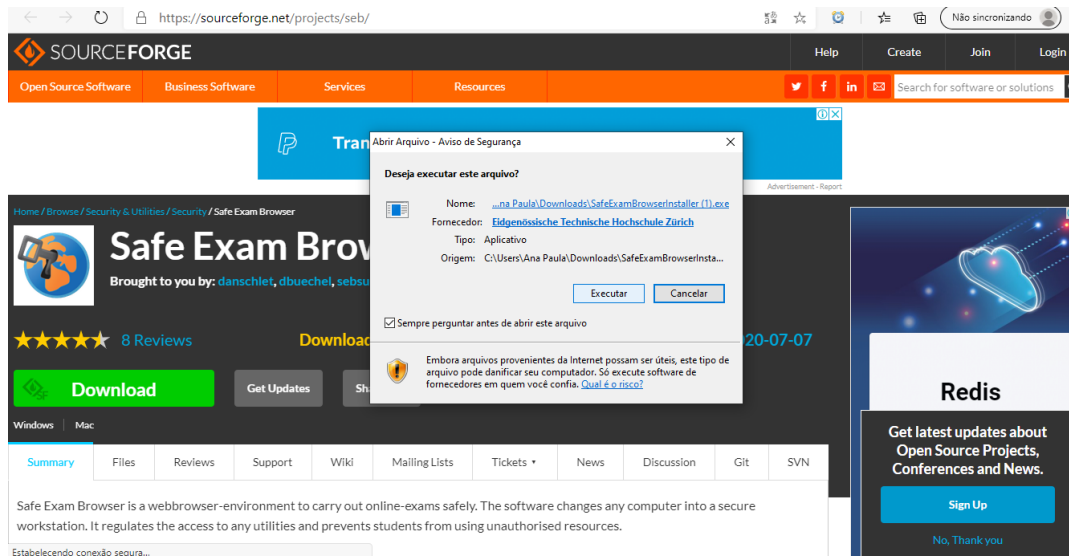 https://sourceforge.net/projects/seb/
Não sincronizando
SOURCEFORGE
Help
Create
Join
Login
Open Source Software
Business Software
Services
Resources
Search for software or solutions
Tran
Advertisement - Report
Abrir Arquivo - Aviso de Segurança
Deseja executar este arquivo?
Nome: ...na Paula\Downloads\SafeExamBrowserInstaller (1).exe
Fornecedor: Eidgenössische Technische Hochschule Zürich
Tipo: Aplicativo
Origem: C:\Users\Ana Paula\Downloads\SafeExamBrowserInsta...
Executar
Cancelar
Sempre perguntar antes de abrir este arquivo
Embora arquivos provenientes da Internet possam ser úteis, este tipo de
arquivo pode danificar seu computador. Só execute software de
fornecedores em quem você confia. Qual é o risco?
Home / Browse / Security & Utilities / Security / Safe Exam Browser
Safe Exam Brow
Brought to you by: danschlet, dbuechel, sebsu
8 Reviews
Download
20-07-07
SF
Download
Get Updates
Sh
Windows
Mac
Summary
Files
Reviews
Support
Wiki
Mailing Lists
Tickets
News
Discussion
Git
SVN
Safe Exam Browser is a webbrowser-environment to carry out online-exams safely. The software changes any computer into a secure
workstation. It regulates the access to any utilities and prevents students from using unauthorised resources.
Estabelecendo conexão segura...
Redis
Get latest updates about
Open Source Projects,
Conferences and News.
Sign Up
No, Thank you